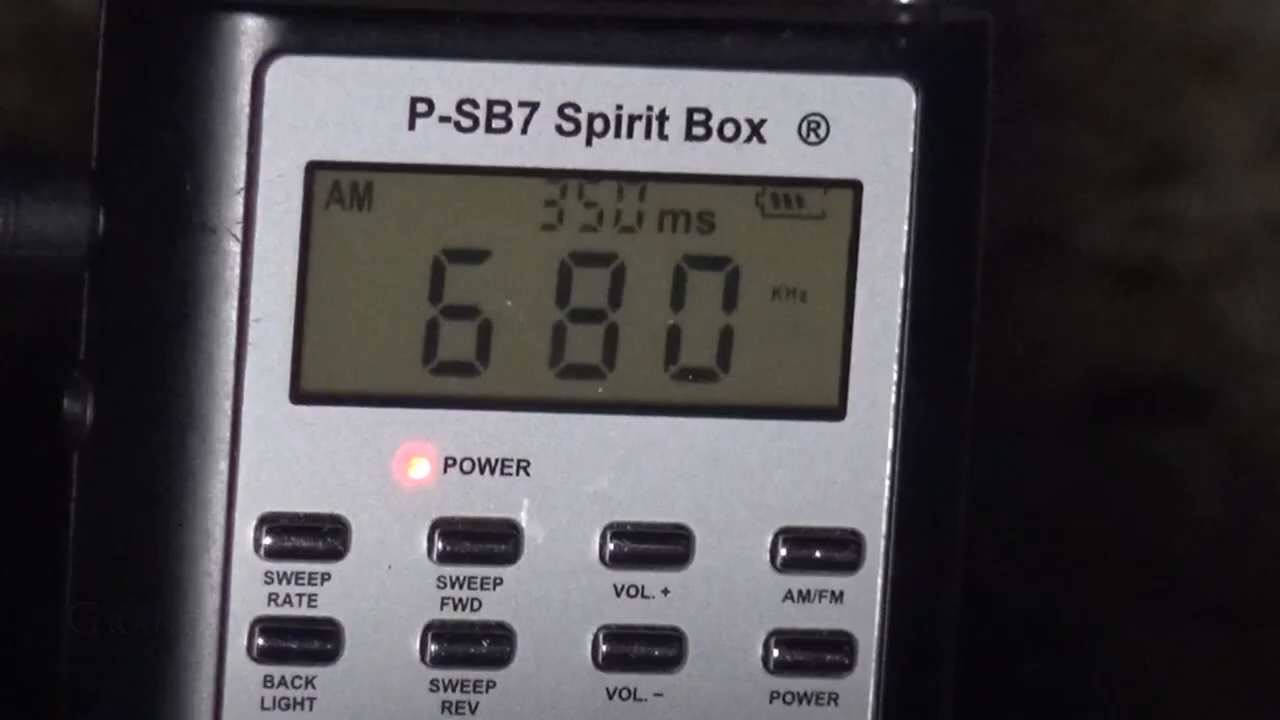 P-SB7 Spirit Box ®
AM 350 ms
680 KHz
POWER
SWEEP RATE
SWEEP FWD
VOL. +
AM/FM
BACK LIGHT
SWEEP REV
VOL. −
POWER